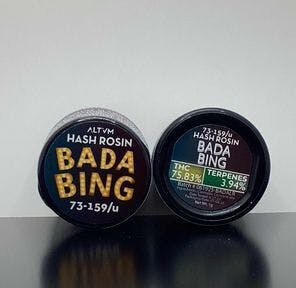 ALTVM
HASH ROSIN
BADA
BING
73-159/u
73-159/u
HASH ROSIN
BADA
BING
THC
75.83%
TERPENES
3.94%